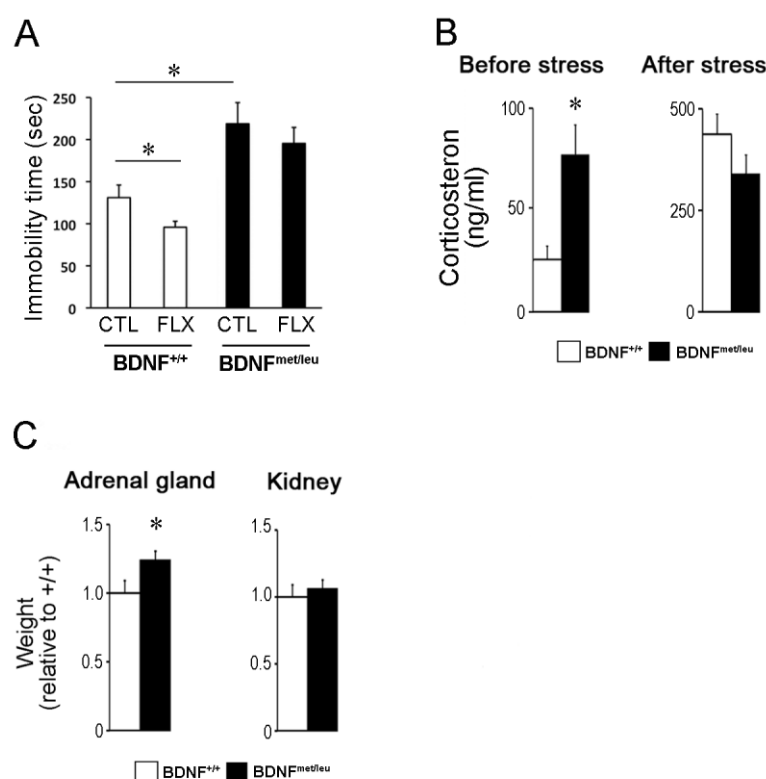 A
*
*
Immobility time (sec)
250
200
150
100
50
0
CTL FLX CTL FLX
BDNF+/+ BDNFmet/leu
B
Before stress After stress
Corticosteron
(ng/ml)
100
50
0
*
500
250
0
BDNF+/+ BDNFmet/leu
C
Adrenal gland Kidney
Weight
(relative to +/+)
1.5
1.0
0.5
0
*
1.5
1.0
0.5
0
BDNF+/+ BDNFmet/leu